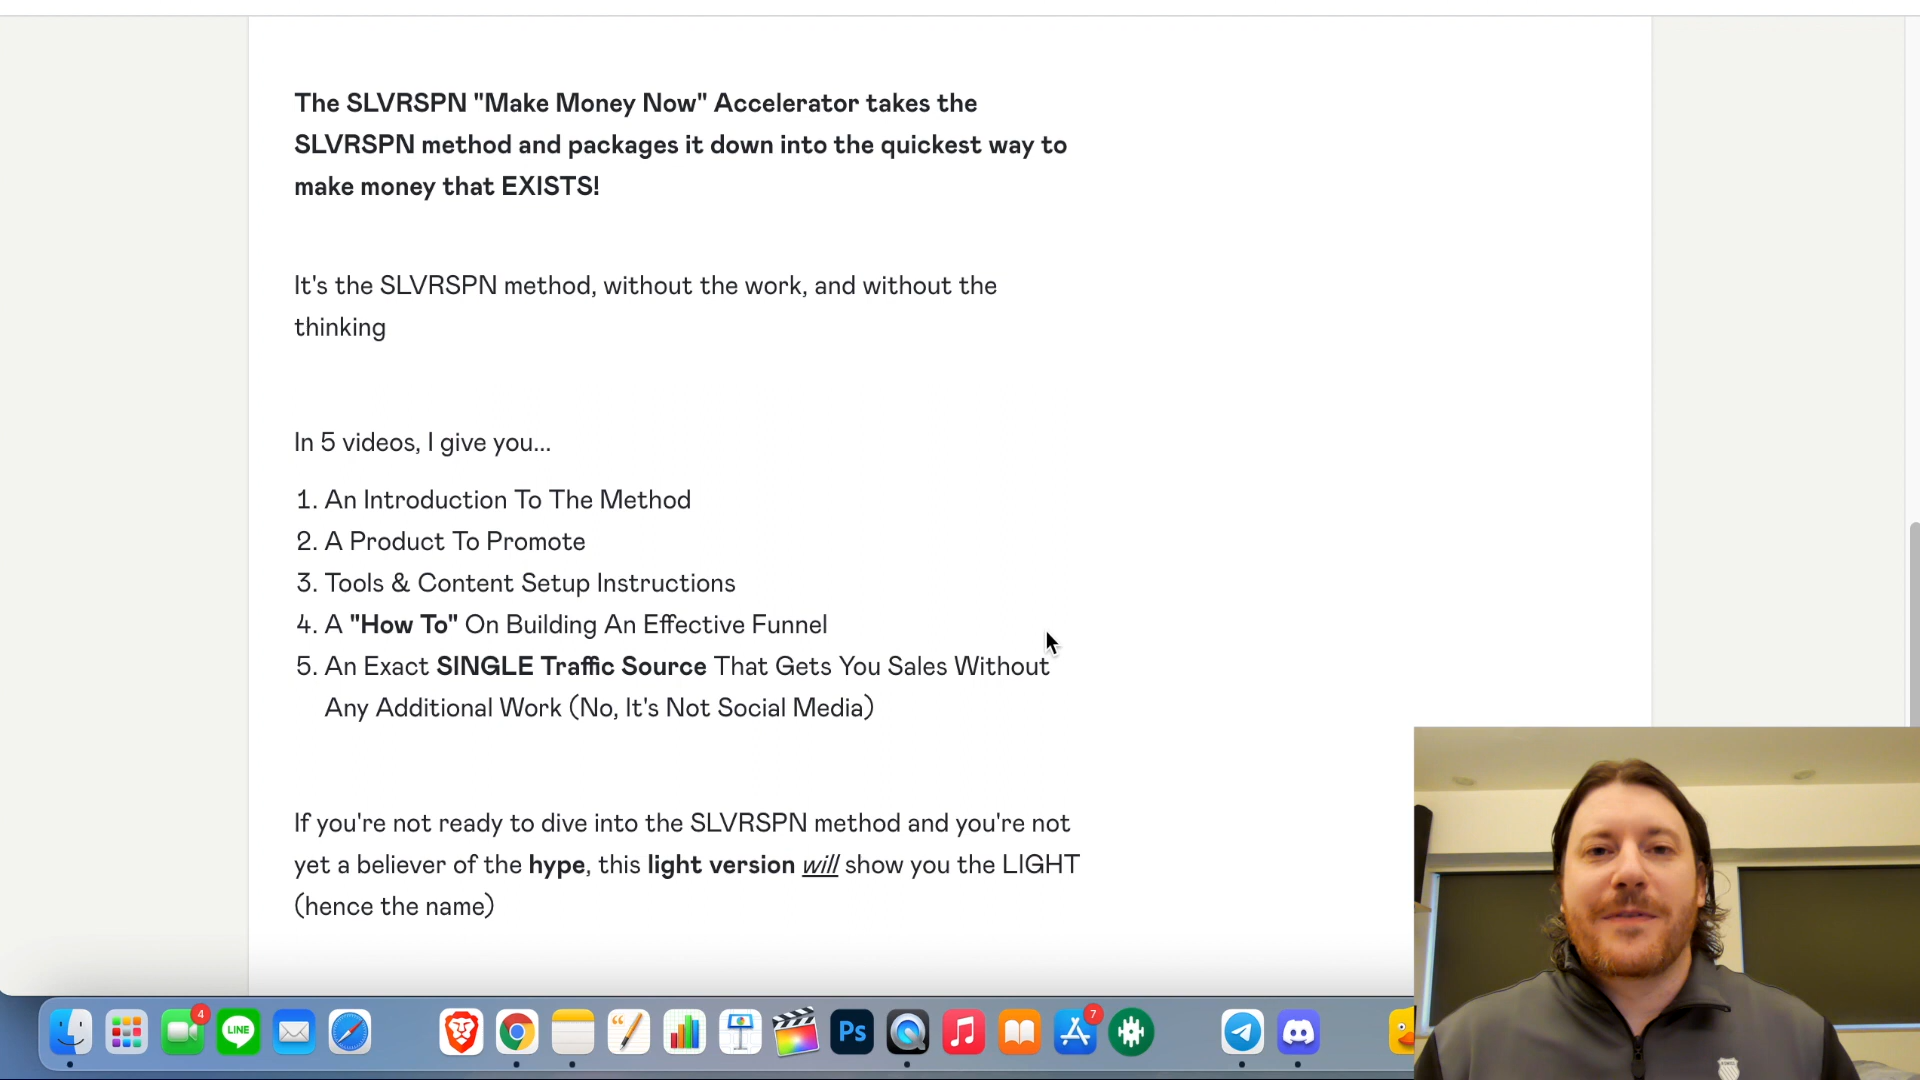 The SLVRSPN "Make Money Now" Accelerator takes the
SLVRSPN method and packages it down into the quickest way to
make money that EXISTS!
It's the SLVRSPN method, without the work, and without the
thinking
In 5 videos, I give you...
1. An Introduction To The Method
2. A Product To Promote
3. Tools & Content Setup Instructions
4. A "How To" On Building An Effective Funnel
5. An Exact SINGLE Traffic Source That Gets You Sales Without
Any Additional Work (No, It's Not Social Media)
If you're not ready to dive into the SLVRSPN method and you're not
yet a believer of the hype, this light version will show you the LIGHT
(hence the name)
4
LINE
Ps
7